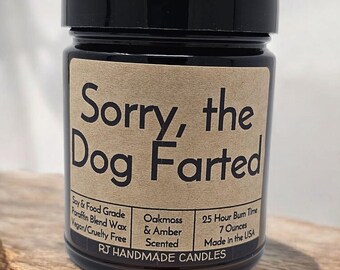 Sorry, the
Dog Farted
Soy & Food Grade
Paraffin Blend Wax
Vegan/Cruelty Free
Oakmoss
& Amber
Scented
25 Hour Burn Time
7 Ounces
Made in the USA
RJ HANDMADE CANDLES